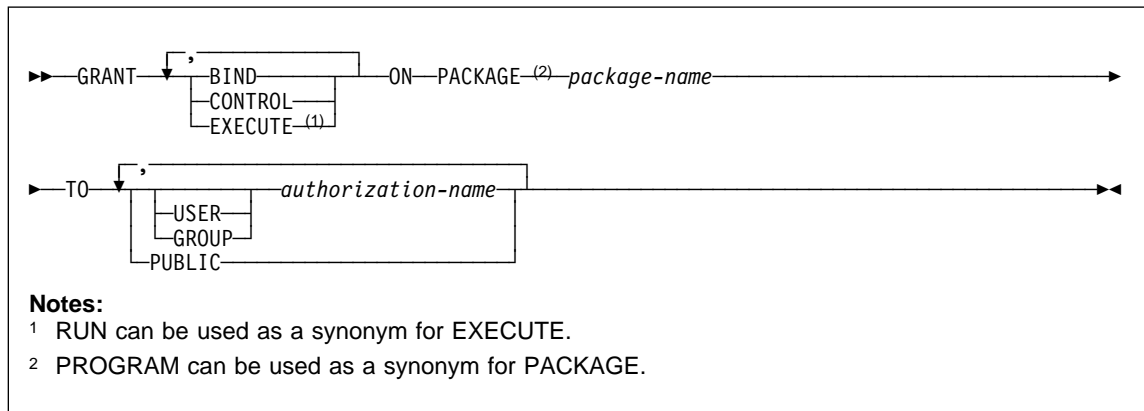 ,
GRANT BIND ON PACKAGE (2) package-name
CONTROL
EXECUTE (1)
,
TO authorization-name
USER
GROUP
PUBLIC
Notes:
1 RUN can be used as a synonym for EXECUTE.
2 PROGRAM can be used as a synonym for PACKAGE.